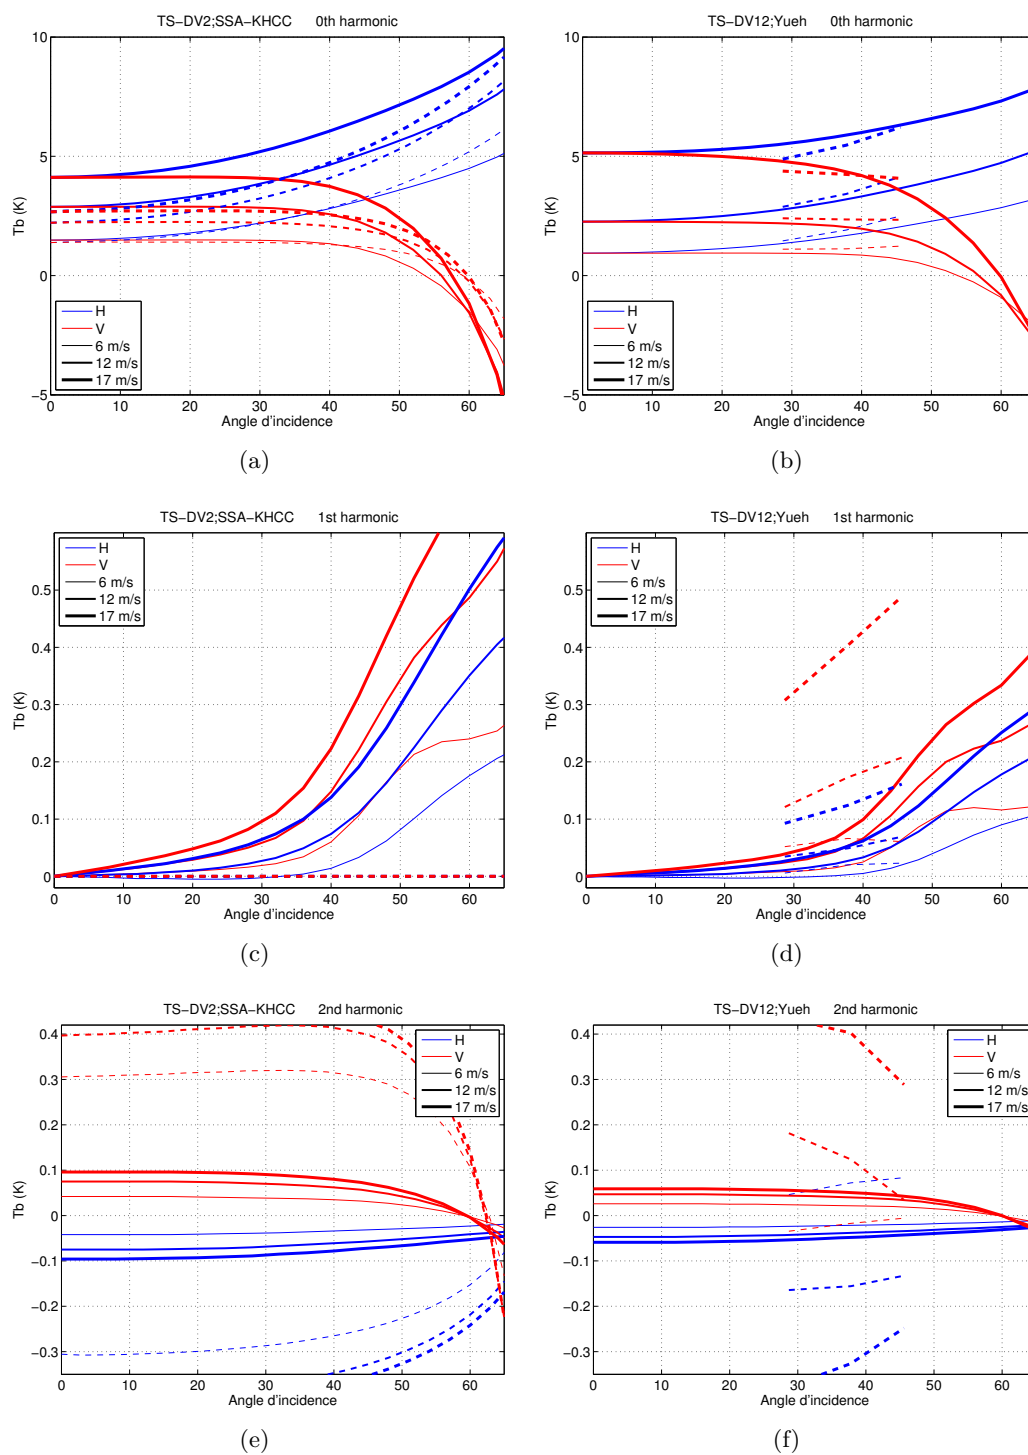 TS−DV2;SSA−KHCC 0th harmonic
10
5
0
−5
Tb (K)
H
V
6 m/s
12 m/s
17 m/s
0 10 20 30 40 50 60
Angle d'incidence
(a)
TS−DV12;Yueh 0th harmonic
10
5
0
−5
Tb (K)
H
V
6 m/s
12 m/s
17 m/s
0 10 20 30 40 50 60
Angle d'incidence
(b)
TS−DV2;SSA−KHCC 1st harmonic
0.5
0.4
0.3
0.2
0.1
0
Tb (K)
H
V
6 m/s
12 m/s
17 m/s
0 10 20 30 40 50 60
Angle d'incidence
(c)
TS−DV12;Yueh 1st harmonic
0.5
0.4
0.3
0.2
0.1
0
Tb (K)
H
V
6 m/s
12 m/s
17 m/s
0 10 20 30 40 50 60
Angle d'incidence
(d)
TS−DV2;SSA−KHCC 2nd harmonic
0.4
0.3
0.2
0.1
0
−0.1
−0.2
−0.3
Tb (K)
H
V
6 m/s
12 m/s
17 m/s
0 10 20 30 40 50 60
Angle d'incidence
(e)
TS−DV12;Yueh 2nd harmonic
0.4
0.3
0.2
0.1
0
−0.1
−0.2
−0.3
Tb (K)
H
V
6 m/s
12 m/s
17 m/s
0 10 20 30 40 50 60
Angle d'incidence
(f)